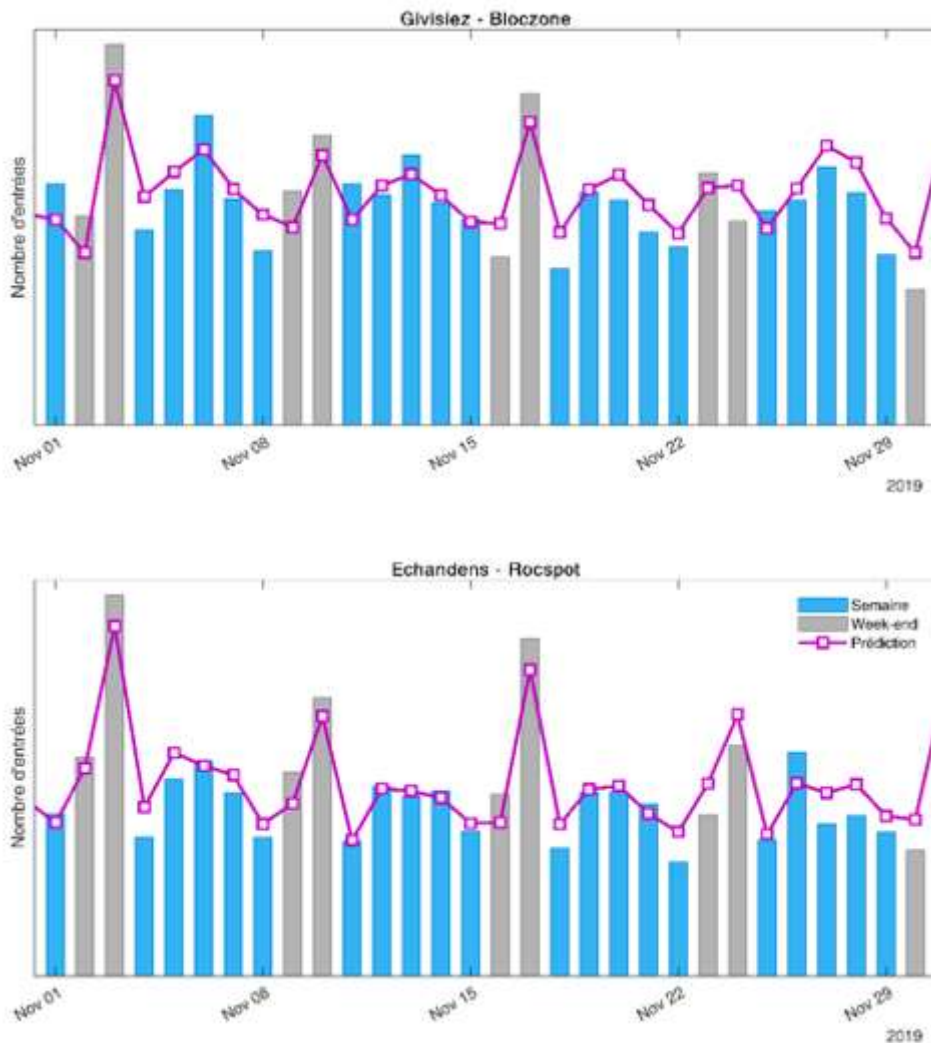 Givisiez - Bloczone
Nombre d'entrées
Nov 01
Nov 08
Nov 15
Nov 22
Nov 29
2019
Echandens - Rocspot
Semaine
Week-end
Prédiction
Nombre d'entrées
Nov 01
Nov 08
Nov 15
Nov 22
Nov 29
2019